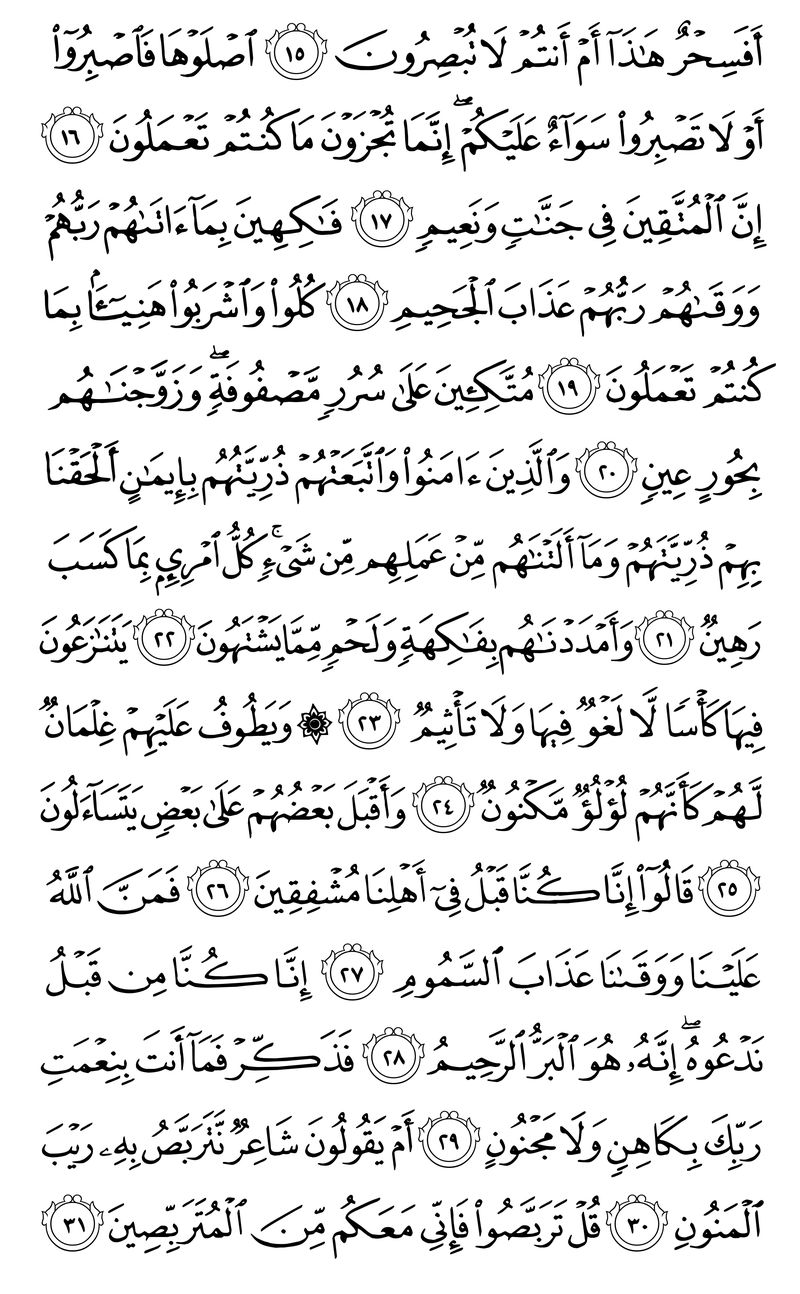 أَفَسِحْرٌ هَٰذَآ أَمْ أَنتُمْ لَا تُبْصِرُونَ ١٥ ٱصْلَوْهَا فَٱصْبِرُوٓا۟
أَوْ لَا تَصْبِرُوا۟ سَوَآءٌ عَلَيْكُمْ ۖ إِنَّمَا تُجْزَوْنَ مَا كُنتُمْ تَعْمَلُونَ ١٦
إِنَّ ٱلْمُتَّقِينَ فِى جَنَّـٰتٍ وَنَعِيمٍ ١٧ فَـٰكِهِينَ بِمَآ ءَاتَىٰهُمْ رَبُّهُمْ
وَوَقَىٰهُمْ رَبُّهُمْ عَذَابَ ٱلْجَحِيمِ ١٨ كُلُوا۟ وَٱشْرَبُوا۟ هَنِيٓـًٔۢا بِمَا
كُنتُمْ تَعْمَلُونَ ١٩ مُتَّكِـِٔينَ عَلَىٰ سُرُرٍ مَّصْفُوفَةٍ ۖ وَزَوَّجْنَـٰهُم
بِحُورٍ عِينٍ ٢٠ وَٱلَّذِينَ ءَامَنُوا۟ وَٱتَّبَعَتْهُمْ ذُرِّيَّتُهُم بِإِيمَـٰنٍ أَلْحَقْنَا
بِهِمْ ذُرِّيَّتَهُمْ وَمَآ أَلَتْنَـٰهُم مِّنْ عَمَلِهِم مِّن شَىْءٍ ۚ كُلُّ ٱمْرِئٍۭ بِمَا كَسَبَ
رَهِينٌ ٢١ وَأَمْدَدْنَـٰهُم بِفَـٰكِهَةٍ وَلَحْمٍ مِّمَّا يَشْتَهُونَ ٢٢ يَتَنَـٰزَعُونَ
فِيهَا كَأْسًا لَّا لَغْوٌ فِيهَا وَلَا تَأْثِيمٌ ٢٣ ۞ وَيَطُوفُ عَلَيْهِمْ غِلْمَانٌ
لَّهُمْ كَأَنَّهُمْ لُؤْلُؤٌ مَّكْنُونٌ ٢٤ وَأَقْبَلَ بَعْضُهُمْ عَلَىٰ بَعْضٍ يَتَسَآءَلُونَ
٢٥ قَالُوٓا۟ إِنَّا كُنَّا قَبْلُ فِىٓ أَهْلِنَا مُشْفِقِينَ ٢٦ فَمَنَّ ٱللَّهُ
عَلَيْنَا وَوَقَىٰنَا عَذَابَ ٱلسَّمُومِ ٢٧ إِنَّا كُنَّا مِن قَبْلُ
نَدْعُوهُ ۖ إِنَّهُۥ هُوَ ٱلْبَرُّ ٱلرَّحِيمُ ٢٨ فَذَكِّرْ فَمَآ أَنتَ بِنِعْمَتِ
رَبِّكَ بِكَاهِنٍ وَلَا مَجْنُونٍ ٢٩ أَمْ يَقُولُونَ شَاعِرٌ نَّتَرَبَّصُ بِهِۦ رَيْبَ
ٱلْمَنُونِ ٣٠ قُلْ تَرَبَّصُوا۟ فَإِنِّى مَعَكُم مِّنَ ٱلْمُتَرَبِّصِينَ ٣١